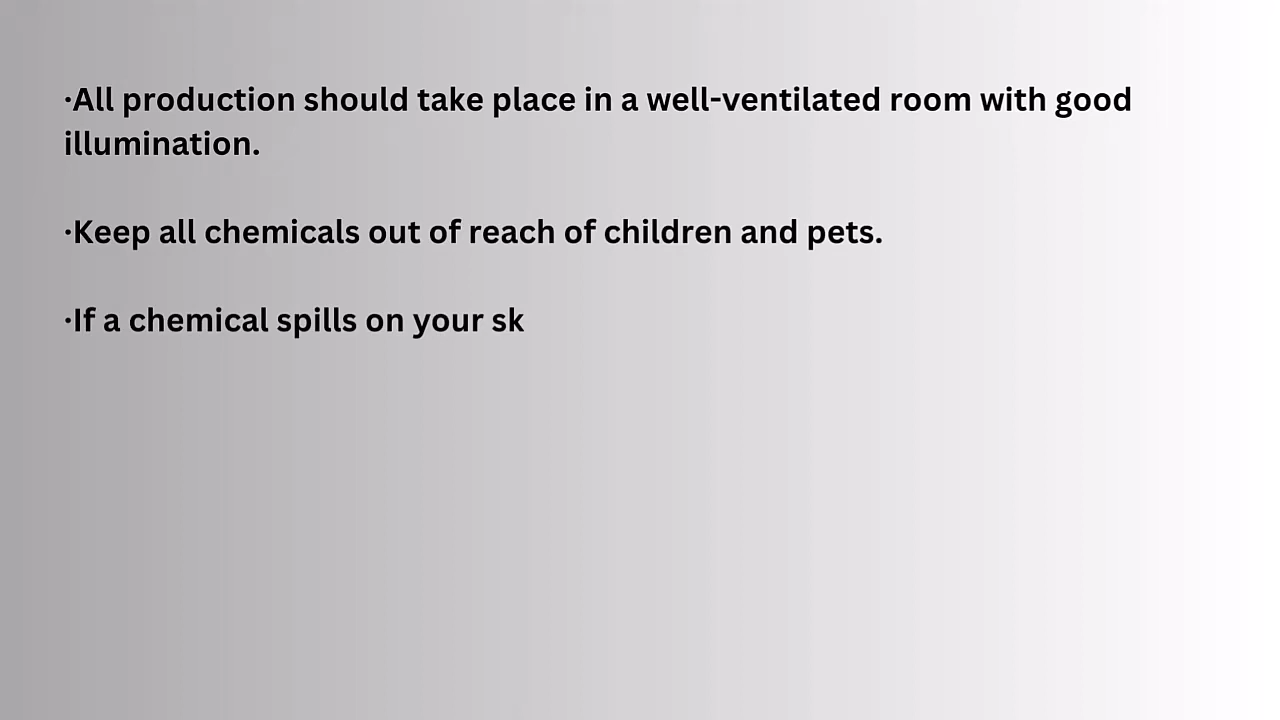 ·All production should take place in a well-ventilated room with good
illumination.
·Keep all chemicals out of reach of children and pets.
·If a chemical spills on your sk